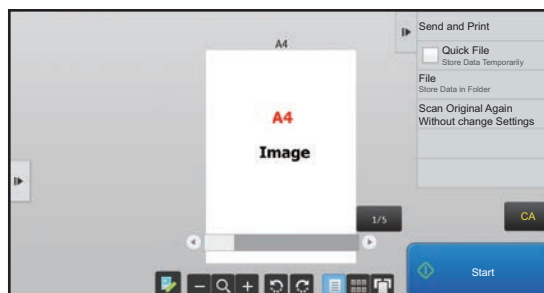 A4
A4
Image
1/5
Send and Print
Quick File
Store Data Temporarily
File
Store Data in Folder
Scan Original Again
Without change Settings
CA
Start